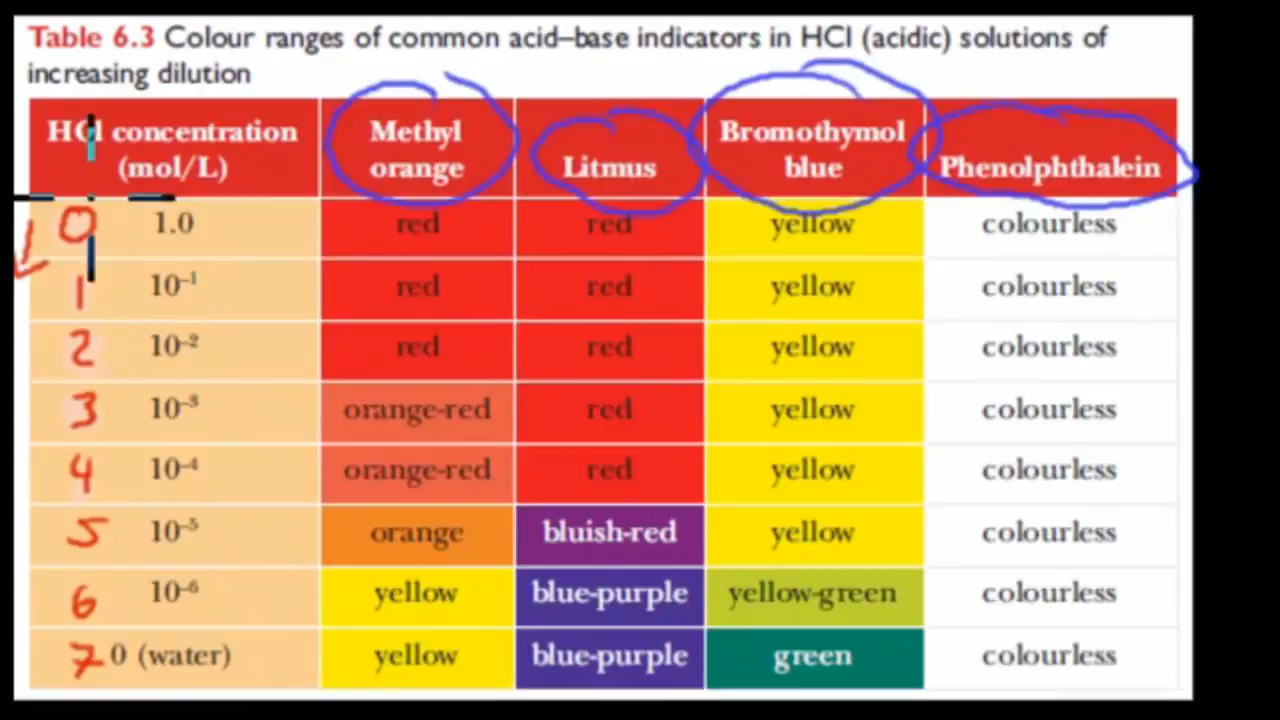 Table 6.3 Colour ranges of common acid–base indicators in HCl (acidic) solutions of
increasing dilution
HCl concentration (mol/L) Methyl orange Litmus Bromothymol blue Phenolphthalein
0 1.0 red red yellow colourless
1 10⁻¹ red red yellow colourless
2 10⁻² red red yellow colourless
3 10⁻³ orange-red red yellow colourless
4 10⁻⁴ orange-red red yellow colourless
5 10⁻⁵ orange bluish-red yellow colourless
6 10⁻⁶ yellow blue-purple yellow-green colourless
7 0 (water) yellow blue-purple green colourless